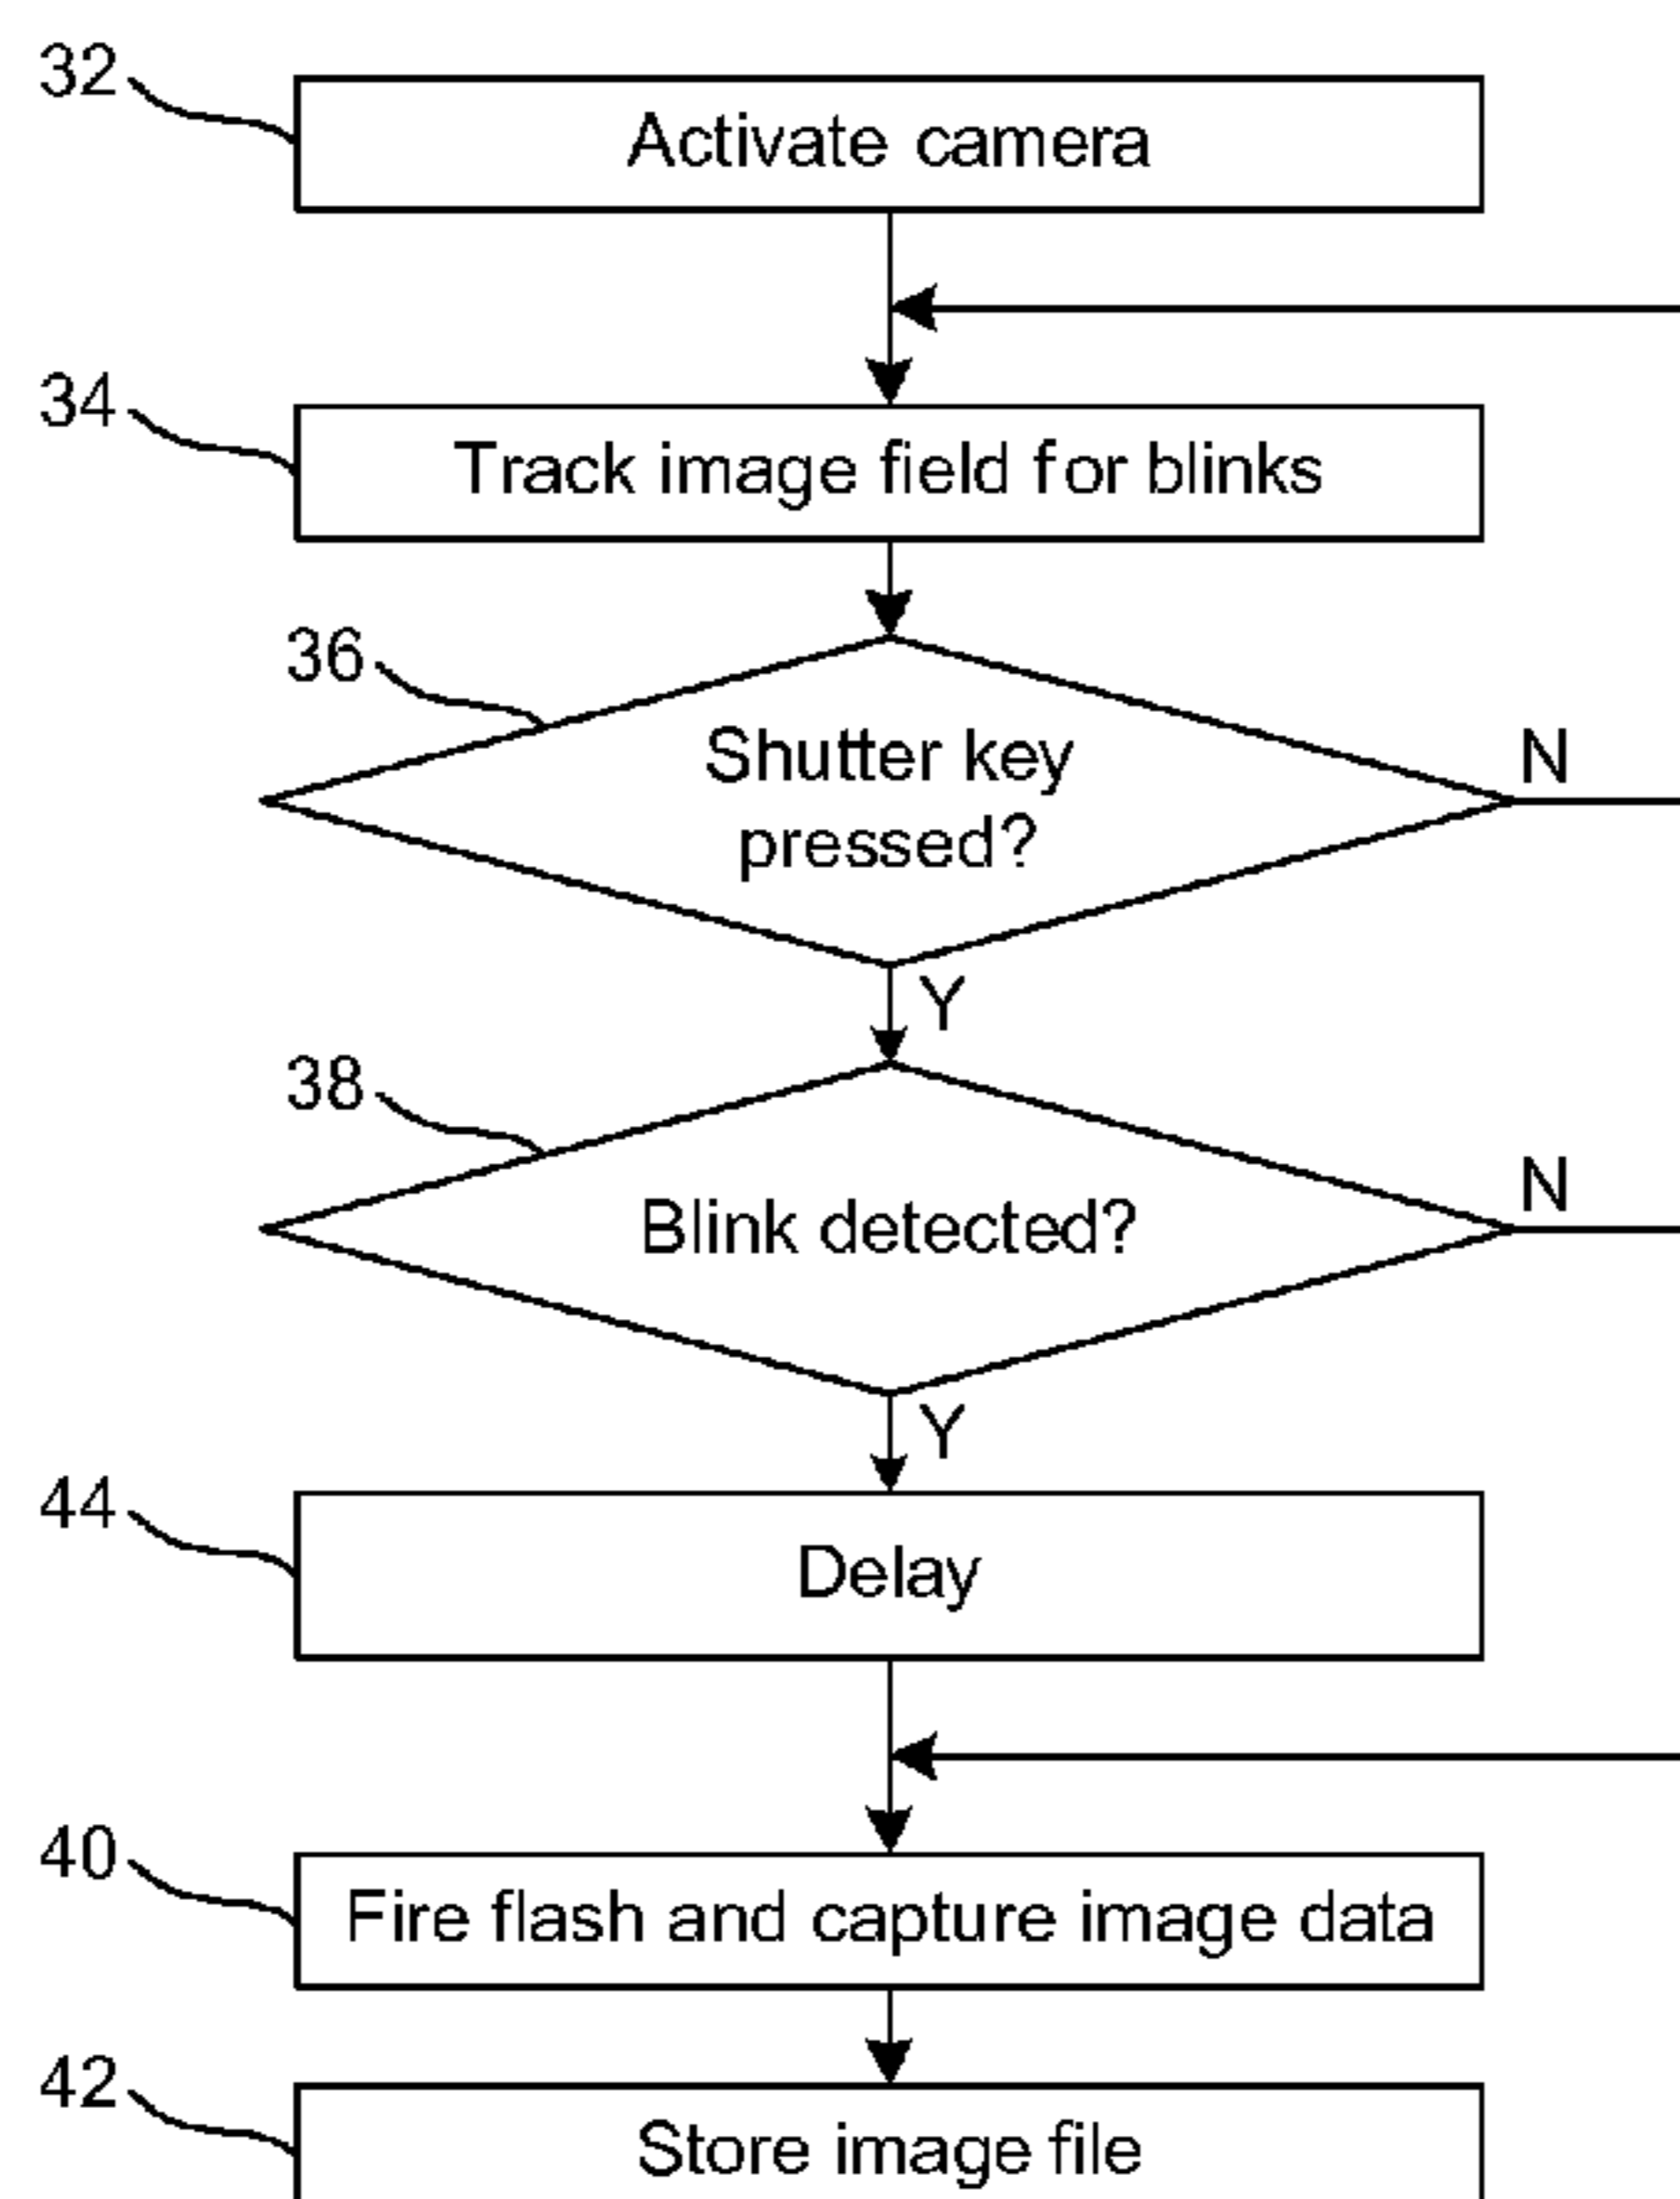 32
Activate camera
34
Track image field for blinks
36
Shutter key
pressed?
N
Y
38
Blink detected?
N
Y
44
Delay
40
Fire flash and capture image data
42
Store image file